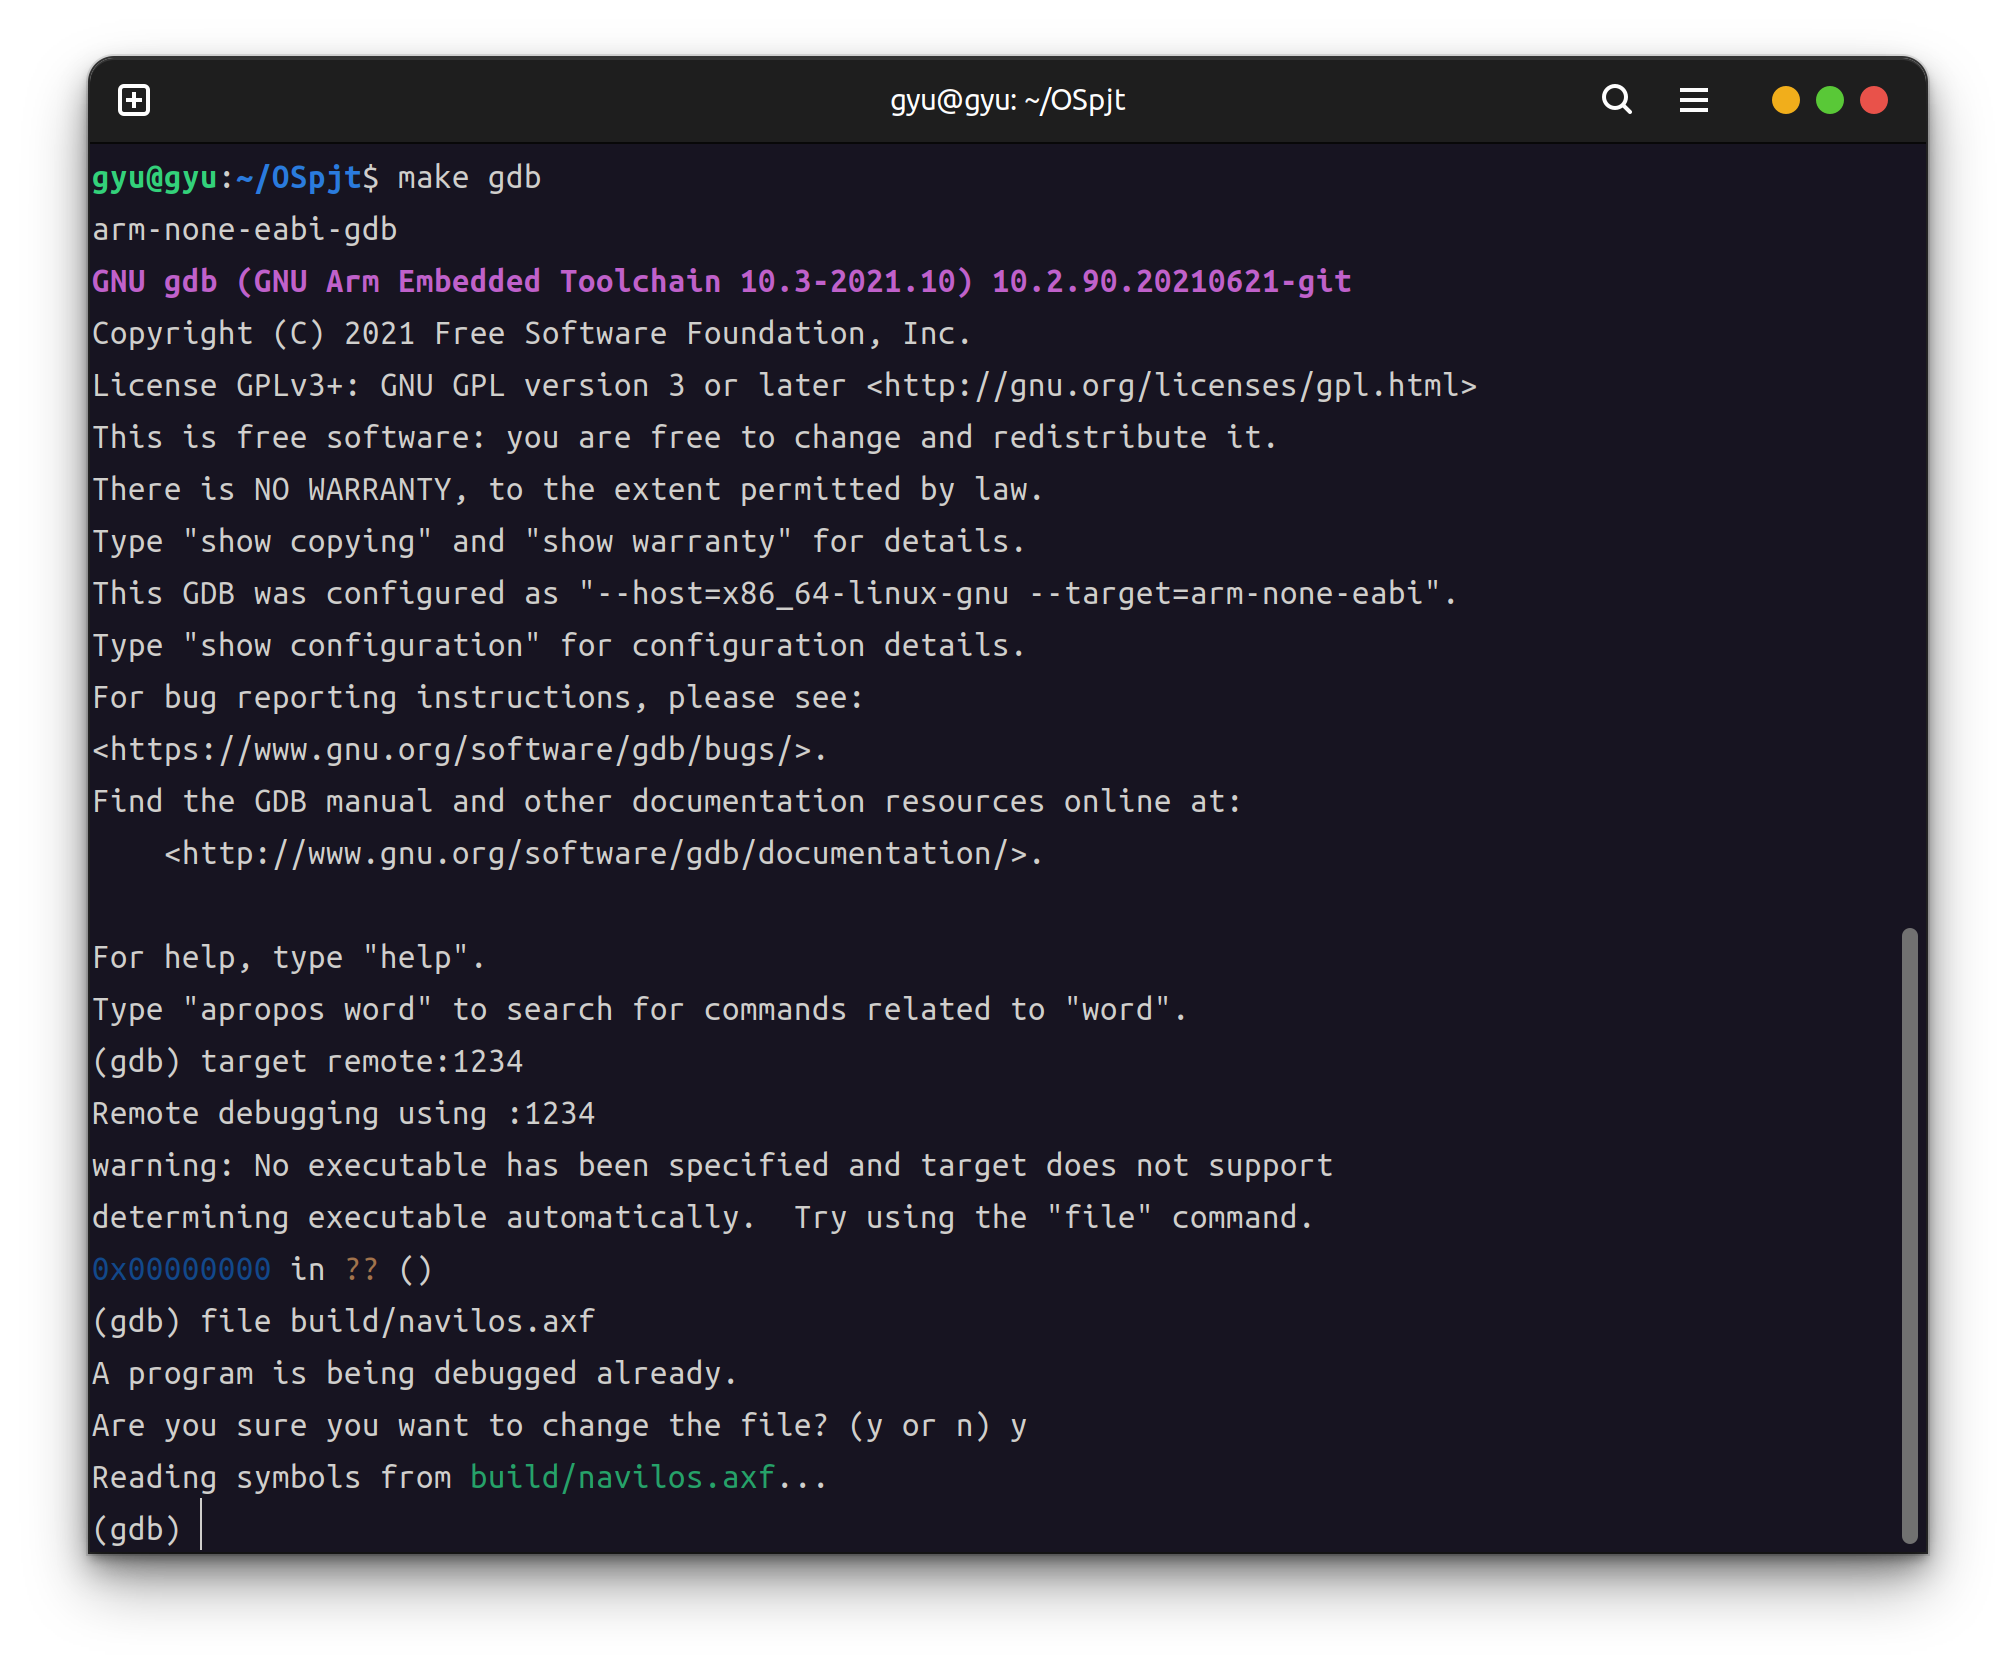 gyu@gyu: ~/OSpjt
gyu@gyu:~/OSpjt$ make gdb
arm-none-eabi-gdb
GNU gdb (GNU Arm Embedded Toolchain 10.3-2021.10) 10.2.90.20210621-git
Copyright (C) 2021 Free Software Foundation, Inc.
License GPLv3+: GNU GPL version 3 or later <http://gnu.org/licenses/gpl.html>
This is free software: you are free to change and redistribute it.
There is NO WARRANTY, to the extent permitted by law.
Type "show copying" and "show warranty" for details.
This GDB was configured as "--host=x86_64-linux-gnu --target=arm-none-eabi".
Type "show configuration" for configuration details.
For bug reporting instructions, please see:
<https://www.gnu.org/software/gdb/bugs/>.
Find the GDB manual and other documentation resources online at:
    <http://www.gnu.org/software/gdb/documentation/>.

For help, type "help".
Type "apropos word" to search for commands related to "word".
(gdb) target remote:1234
Remote debugging using :1234
warning: No executable has been specified and target does not support
determining executable automatically.  Try using the "file" command.
0x00000000 in ?? ()
(gdb) file build/navilos.axf
A program is being debugged already.
Are you sure you want to change the file? (y or n) y
Reading symbols from build/navilos.axf...
(gdb)